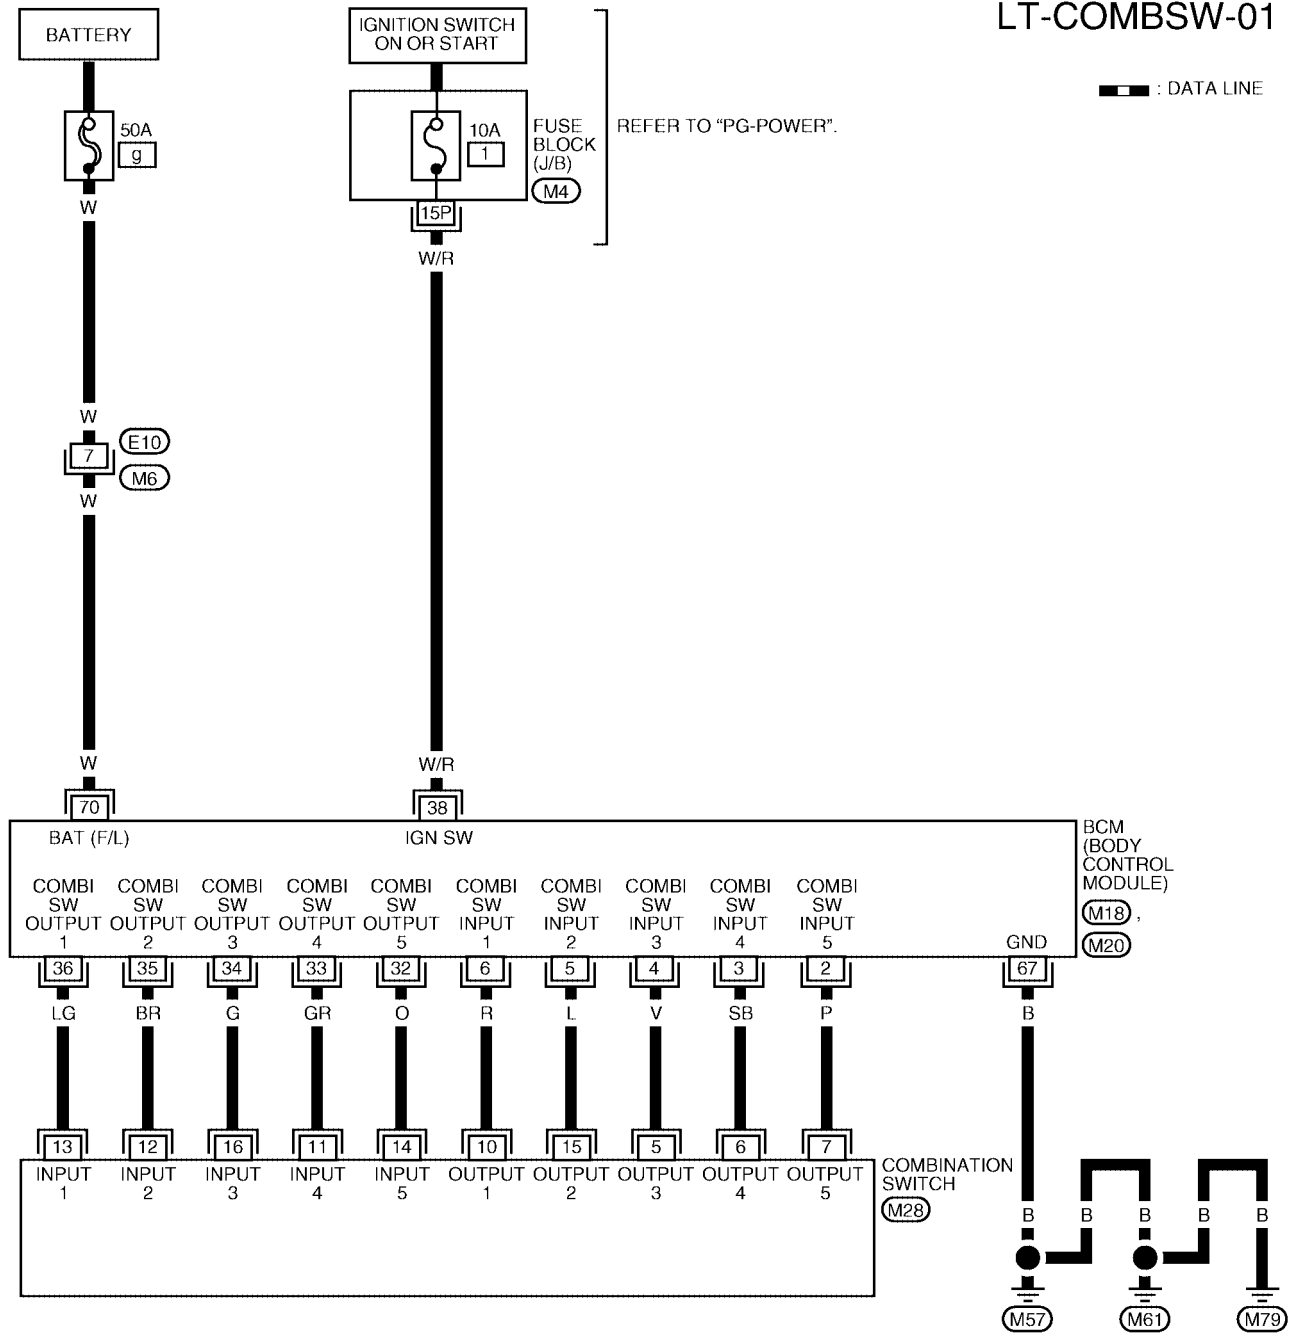 LT-COMBSW-01
BATTERY
IGNITION SWITCH
ON OR START
: DATA LINE
50A
g
10A
1
FUSE
BLOCK
(J/B)
M4
REFER TO “PG-POWER”.
15P
W
W/R
W
7
E10
M6
W
W
W/R
70
38
BAT (F/L)
IGN SW
BCM
(BODY
CONTROL
MODULE)
M18 ,
M20
COMBI COMBI COMBI COMBI COMBI COMBI COMBI COMBI COMBI COMBI
SW SW SW SW SW SW SW SW SW SW
OUTPUT OUTPUT OUTPUT OUTPUT OUTPUT INPUT INPUT INPUT INPUT INPUT
1 2 3 4 5 1 2 3 4 5 GND
36 35 34 33 32 6 5 4 3 2 67
LG BR G GR O R L V SB P B
13 12 16 11 14 10 15 5 6 7
INPUT INPUT INPUT INPUT INPUT OUTPUT OUTPUT OUTPUT OUTPUT OUTPUT
1 2 3 4 5 1 2 3 4 5
COMBINATION
SWITCH
M28
B B B B B
M57 M61 M79